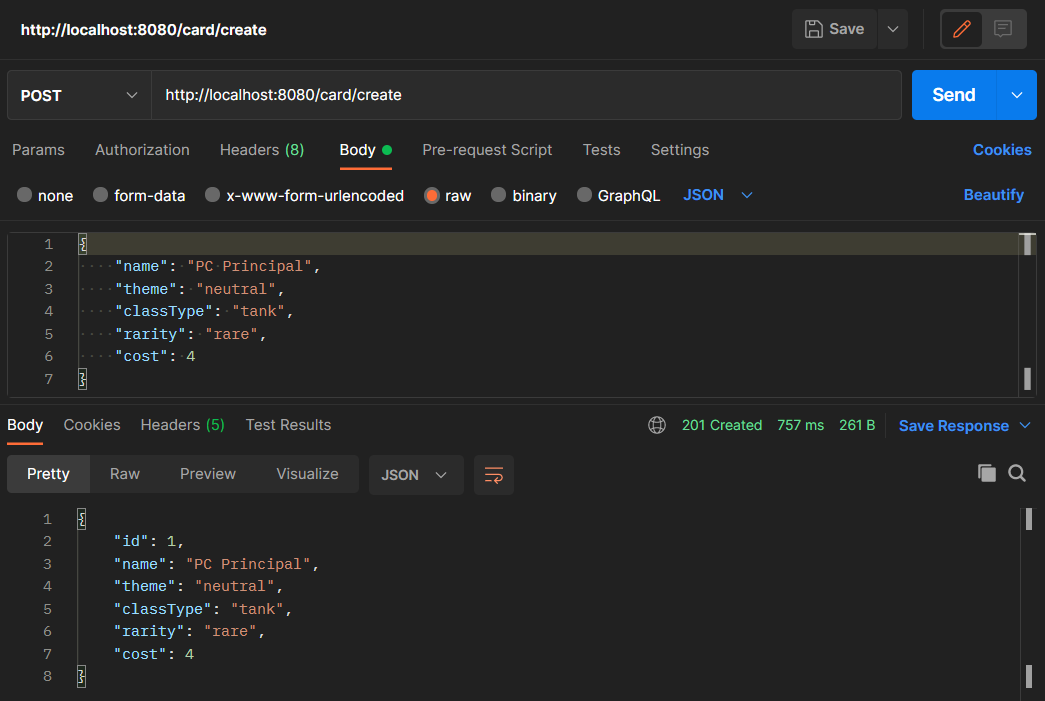 http://localhost:8080/card/create Save
POST http://localhost:8080/card/create Send
Params Authorization Headers (8) Body Pre-request Script Tests Settings Cookies
none form-data x-www-form-urlencoded raw binary GraphQL JSON Beautify
1 {
2 "name": "PC Principal",
3 "theme": "neutral",
4 "classType": "tank",
5 "rarity": "rare",
6 "cost": 4
7 }
Body Cookies Headers (5) Test Results 201 Created 757 ms 261 B Save Response
Pretty Raw Preview Visualize JSON
1 {
2 "id": 1,
3 "name": "PC Principal",
4 "theme": "neutral",
5 "classType": "tank",
6 "rarity": "rare",
7 "cost": 4
8 }